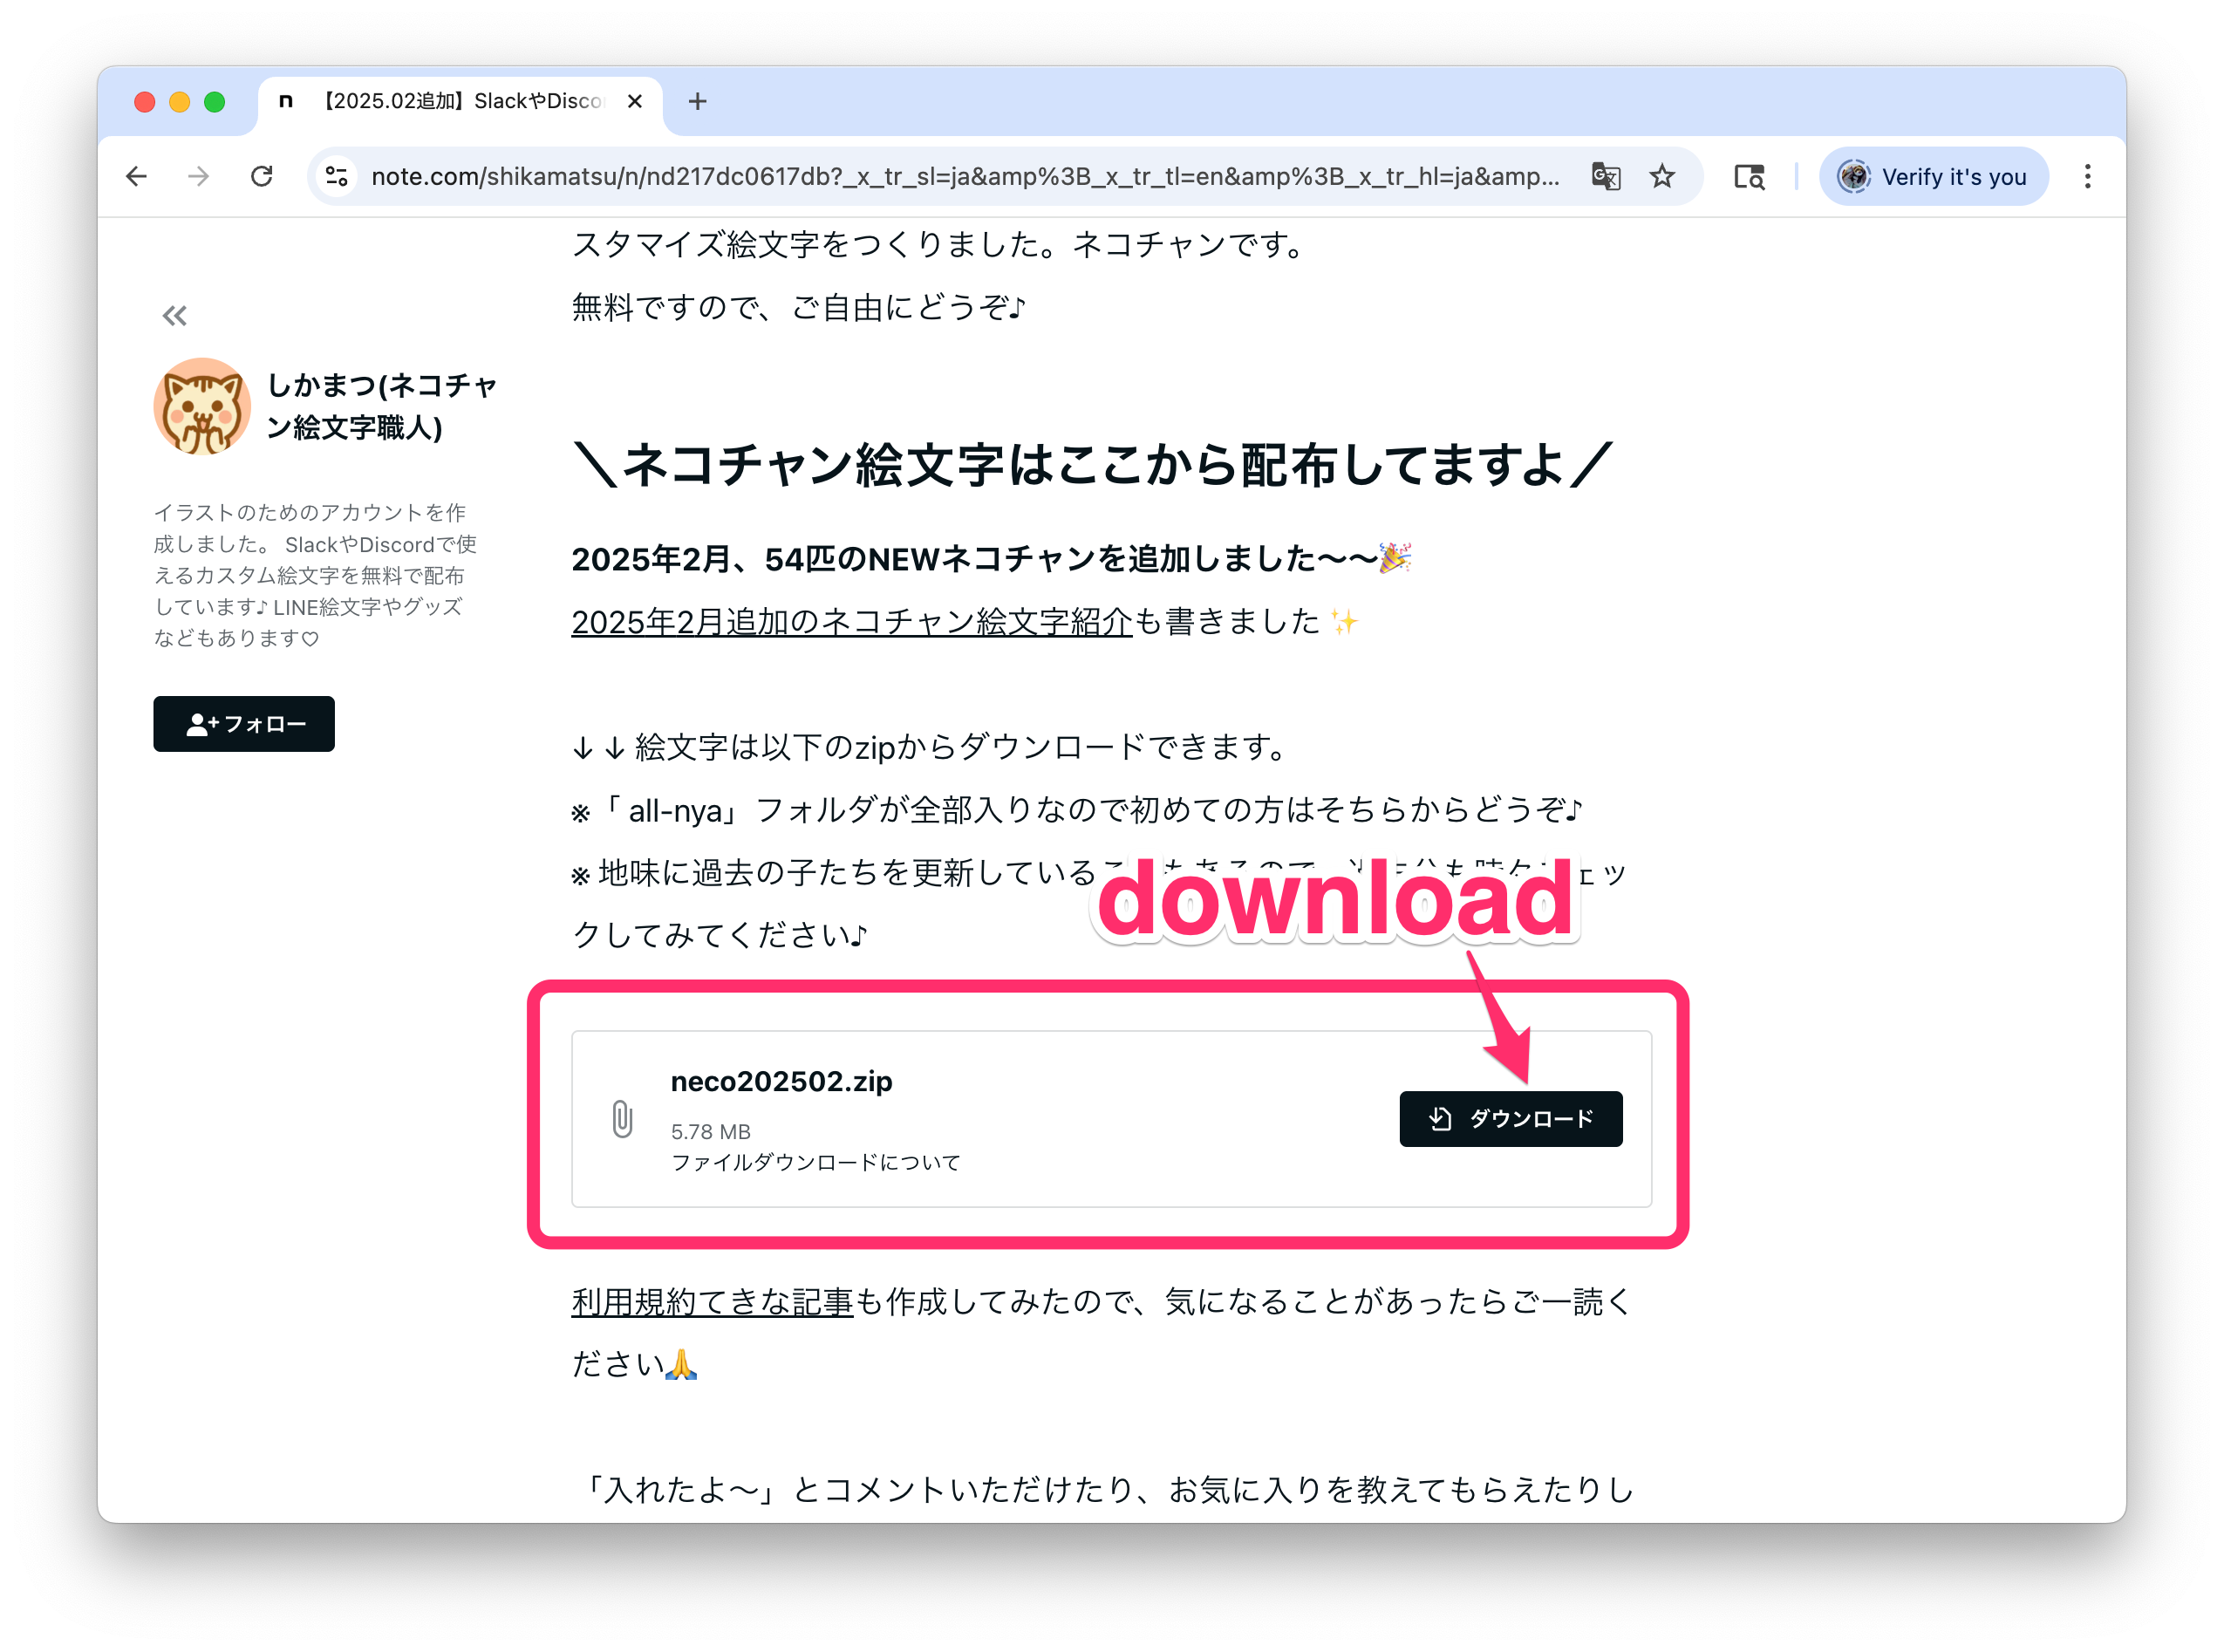 【2025.02追加】SlackやDisco
note.com/shikamatsu/n/nd217dc0617db?_x_tr_sl=ja&amp%3B_x_tr_tl=en&amp%3B_x_tr_hl=ja&amp...
Verify it's you
しかまつ(ネコチャ
ン絵文字職人)
イラストのためのアカウントを作
成しました。 SlackやDiscordで使
えるカスタム絵文字を無料で配布
しています♪ LINE絵文字やグッズ
などもあります♡
フォロー
スタマイズ絵文字をつくりました。ネコチャンです。
無料ですので、ご自由にどうぞ♪
＼ネコチャン絵文字はここから配布してますよ／
2025年2月、54匹のNEWネコチャンを追加しました〜〜🎉
2025年2月追加のネコチャン絵文字紹介も書きました ✨
↓ ↓ 絵文字は以下のzipからダウンロードできます。
※「 all-nya」フォルダが全部入りなので初めての方はそちらからどうぞ♪
※ 地味に過去の子たちを更新している
クしてみてください♪
download
neco202502.zip
5.78 MB
ファイルダウンロードについて
ダウンロード
利用規約てきな記事も作成してみたので、気になることがあったらご一読く
ださい🙏
「入れたよ〜」とコメントいただけたり、お気に入りを教えてもらえたりし